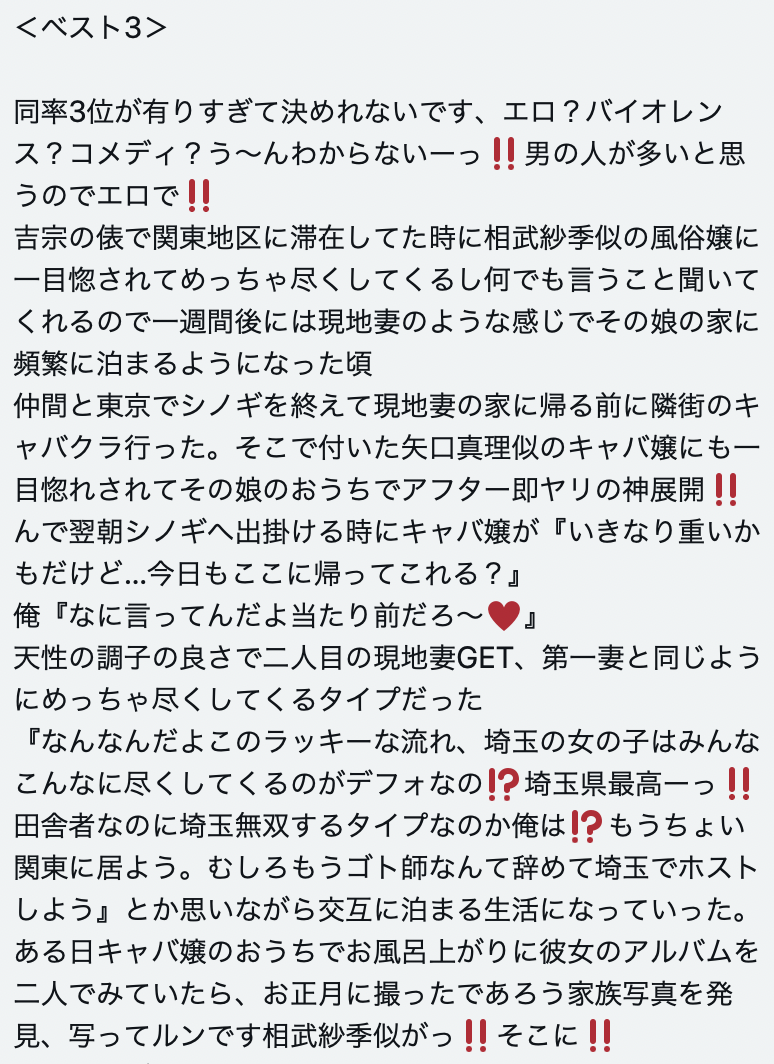 ＜ベスト3＞
同率3位が有りすぎて決めれないです、エロ？バイオレン
ス？コメディ？う〜んわからないーっ‼️男の人が多いと思
うのでエロで‼️
吉宗の俵で関東地区に滞在してた時に相武紗季似の風俗嬢に
一目惚されてめっちゃ尽くしてくるし何でも言うこと聞いて
くれるので一週間後には現地妻のような感じでその娘の家に
頻繁に泊まるようになった頃
仲間と東京でシノギを終えて現地妻の家に帰る前に隣街のキ
ャバクラ行った。そこで付いた矢口真理似のキャバ嬢にも一
目惚れされてその娘のおうちでアフター即ヤリの神展開‼️
んで翌朝シノギへ出掛ける時にキャバ嬢が『いきなり重いか
もだけど...今日もここに帰ってこれる？』
俺『なに言ってんだよ当たり前だろ〜♥️』
天性の調子の良さで二人目の現地妻GET、第一妻と同じよう
にめっちゃ尽くしてくるタイプだった
『なんなんだよこのラッキーな流れ、埼玉の女の子はみんな
こんなに尽くしてくるのがデフォなの⁉️埼玉県最高ーっ‼️
田舎者なのに埼玉無双するタイプなのか俺は⁉️もうちょい
関東に居よう。むしろもうゴト師なんて辞めて埼玉でホスト
しよう』とか思いながら交互に泊まる生活になっていった。
ある日キャバ嬢のおうちでお風呂上がりに彼女のアルバムを
二人でみていたら、お正月に撮ったであろう家族写真を発
見、写ってルンです相武紗季似がっ‼️そこに‼️